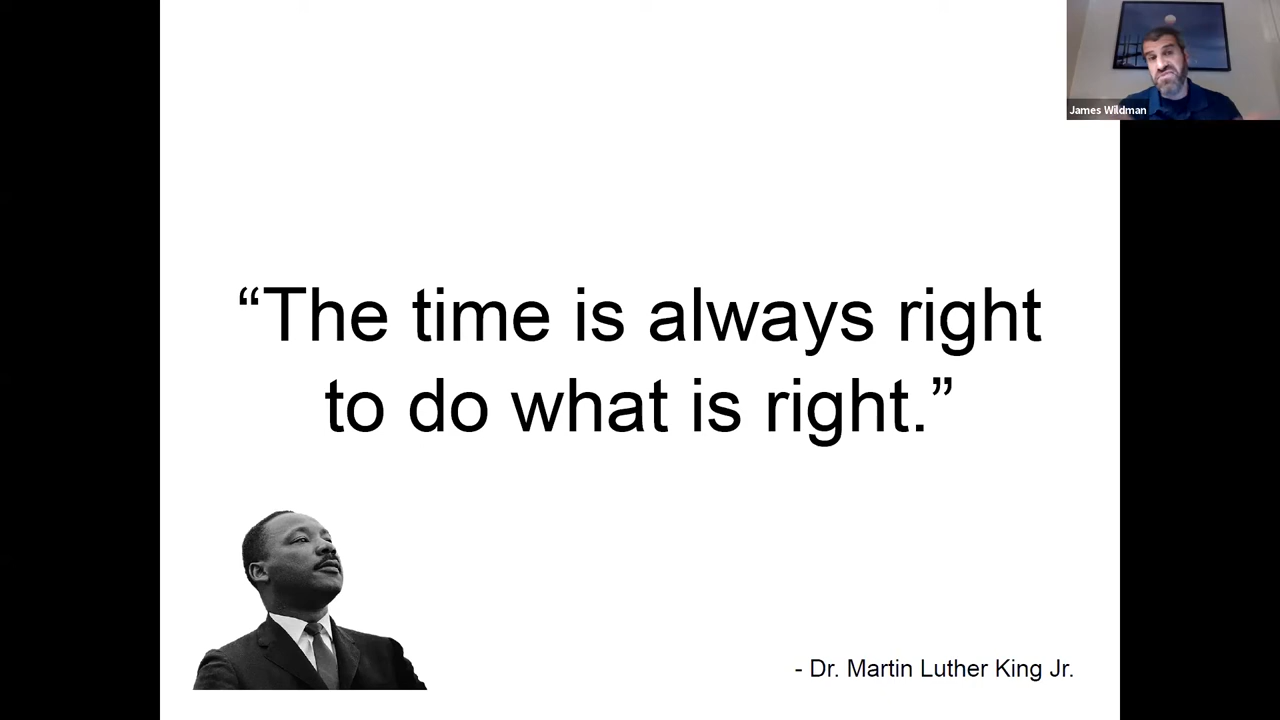 James Wildman
“The time is always right
to do what is right.”
- Dr. Martin Luther King Jr.